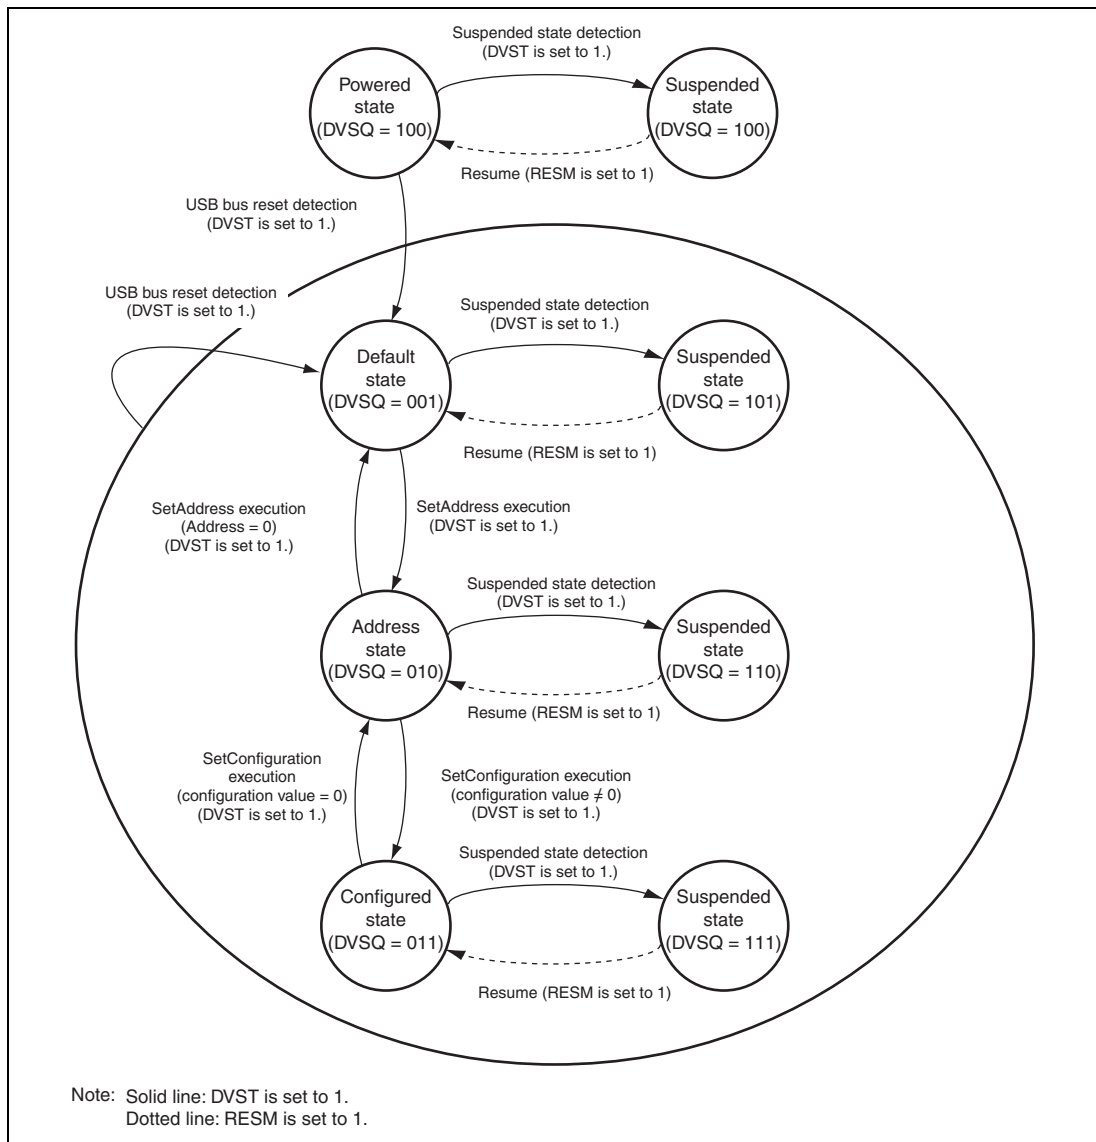 Suspended state detection
(DVST is set to 1.)
Powered
state
(DVSQ = 100)
Suspended
state
(DVSQ = 100)
Resume (RESM is set to 1)
USB bus reset detection
(DVST is set to 1.)
USB bus reset detection
(DVST is set to 1.)
Suspended state detection
(DVST is set to 1.)
Default
state
(DVSQ = 001)
Suspended
state
(DVSQ = 101)
Resume (RESM is set to 1)
SetAddress execution
(Address = 0)
(DVST is set to 1.)
SetAddress execution
(DVST is set to 1.)
Suspended state detection
(DVST is set to 1.)
Address
state
(DVSQ = 010)
Suspended
state
(DVSQ = 110)
Resume (RESM is set to 1)
SetConfiguration
execution
(configuration value = 0)
(DVST is set to 1.)
SetConfiguration execution
(configuration value ≠ 0)
(DVST is set to 1.)
Suspended state detection
(DVST is set to 1.)
Configured
state
(DVSQ = 011)
Suspended
state
(DVSQ = 111)
Resume (RESM is set to 1)
Note: Solid line: DVST is set to 1.
Dotted line: RESM is set to 1.